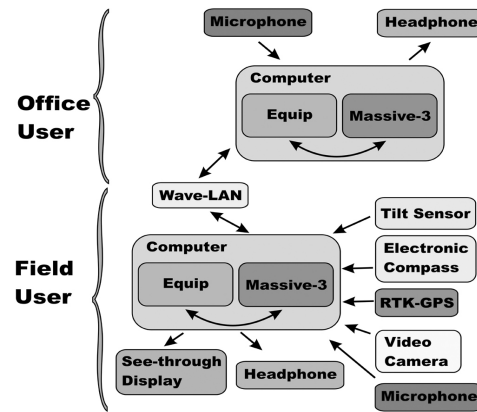 Microphone
Headphone
Computer
Equip
Massive-3
Office
User
Wave-LAN
Tilt Sensor
Computer
Electronic
Compass
Field
User
Equip
Massive-3
RTK-GPS
Video
Camera
See-through
Display
Headphone
Microphone